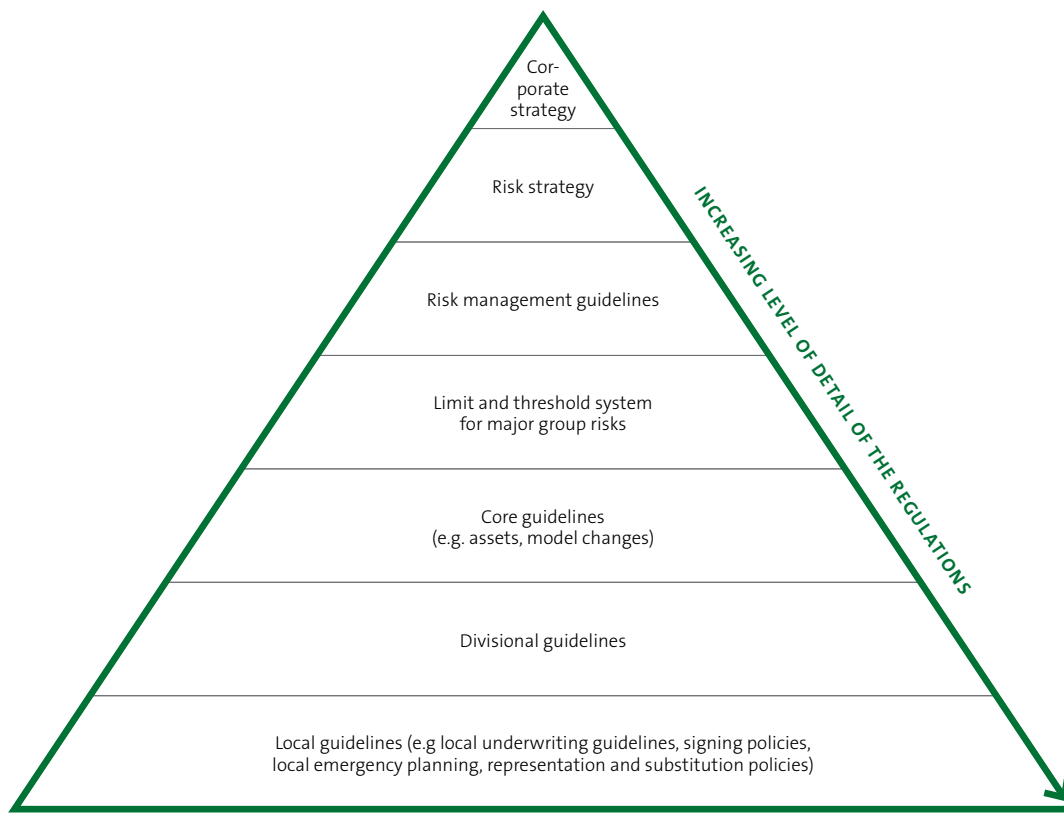 Cor-
porate
strategy
Risk strategy
INCREASING LEVEL OF DETAIL OF THE REGULATIONS
Risk management guidelines
Limit and threshold system
for major group risks
Core guidelines
(e.g. assets, model changes)
Divisional guidelines
Local guidelines (e.g local underwriting guidelines, signing policies,
local emergency planning, representation and substitution policies)